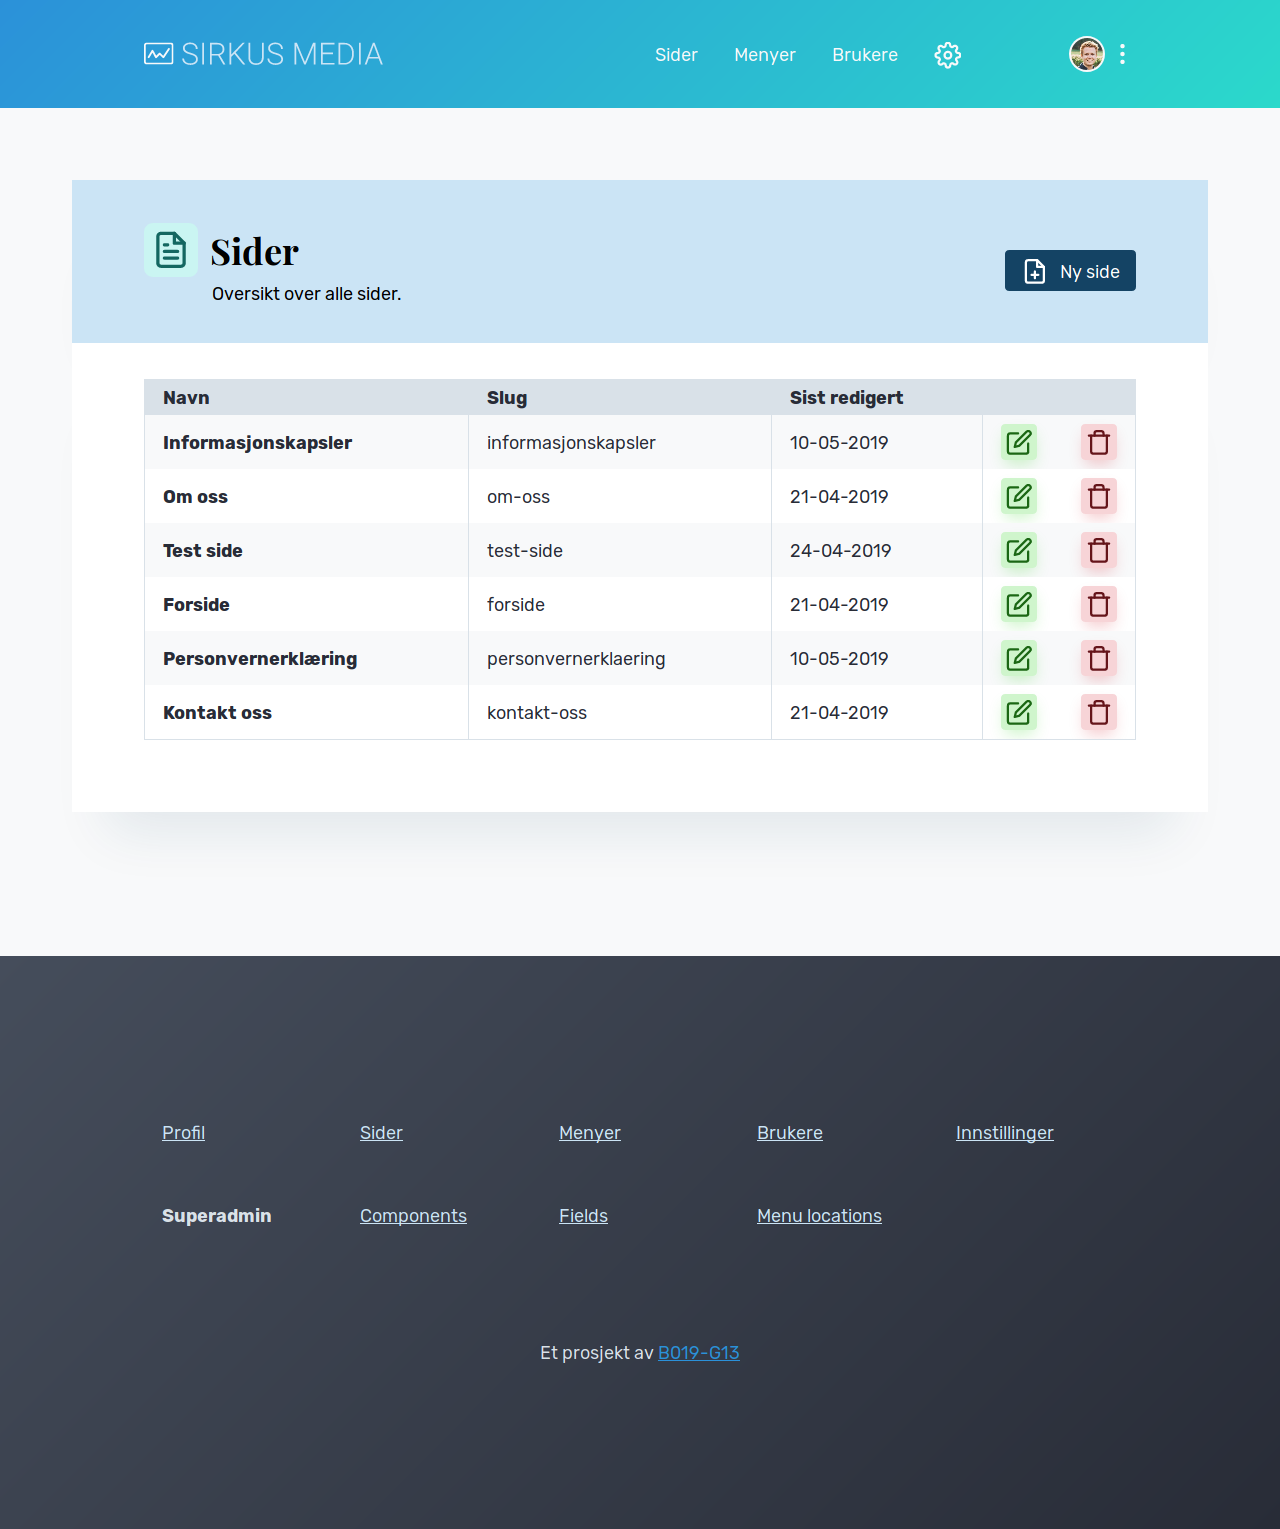 SIRKUS MEDIA
Sider Menyer Brukere
Sider
Oversikt over alle sider.
Ny side
Navn Slug Sist redigert
Informasjonskapsler informasjonskapsler 10-05-2019
Om oss om-oss 21-04-2019
Test side test-side 24-04-2019
Forside forside 21-04-2019
Personvernerklæring personvernerklaering 10-05-2019
Kontakt oss kontakt-oss 21-04-2019
Profil Sider Menyer Brukere Innstillinger
Superadmin Components Fields Menu locations
Et prosjekt av BO19-G13